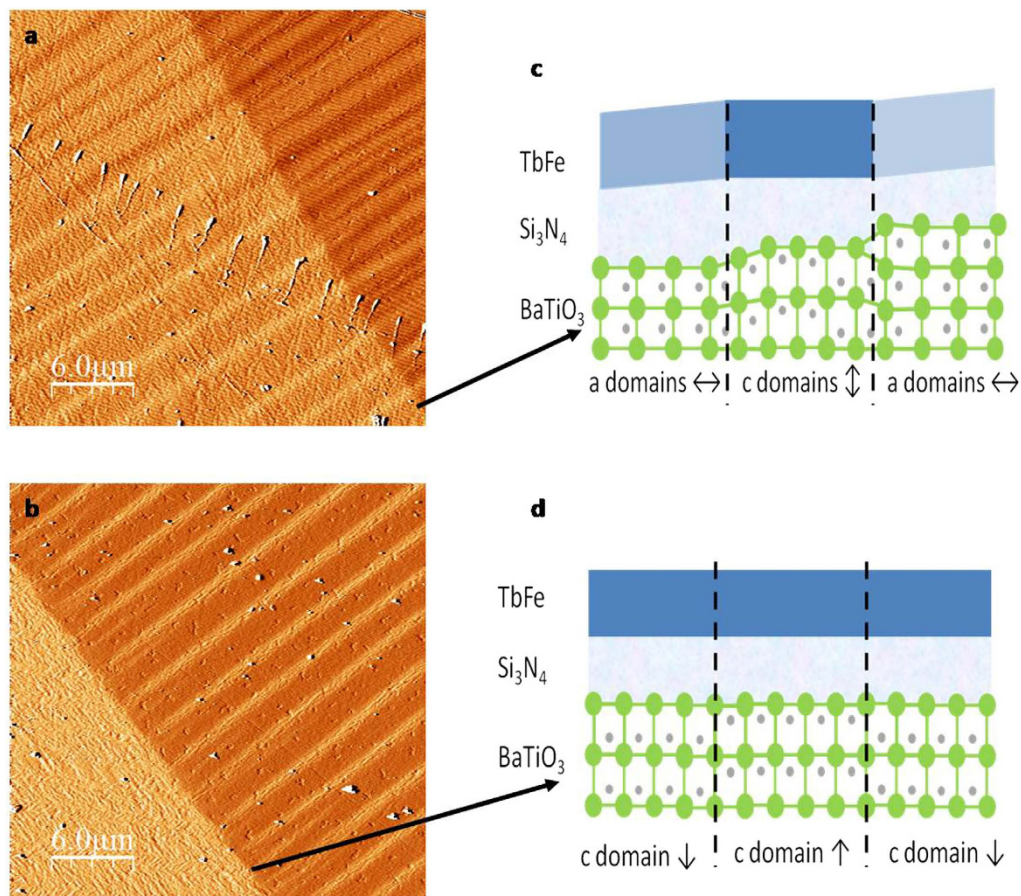 a
6.0µm
c
TbFe
Si₃N₄
BaTiO₃
a domains ↔ c domains ↕ a domains ↔
b
6.0µm
d
TbFe
Si₃N₄
BaTiO₃
c domain ↓ c domain ↑ c domain ↓